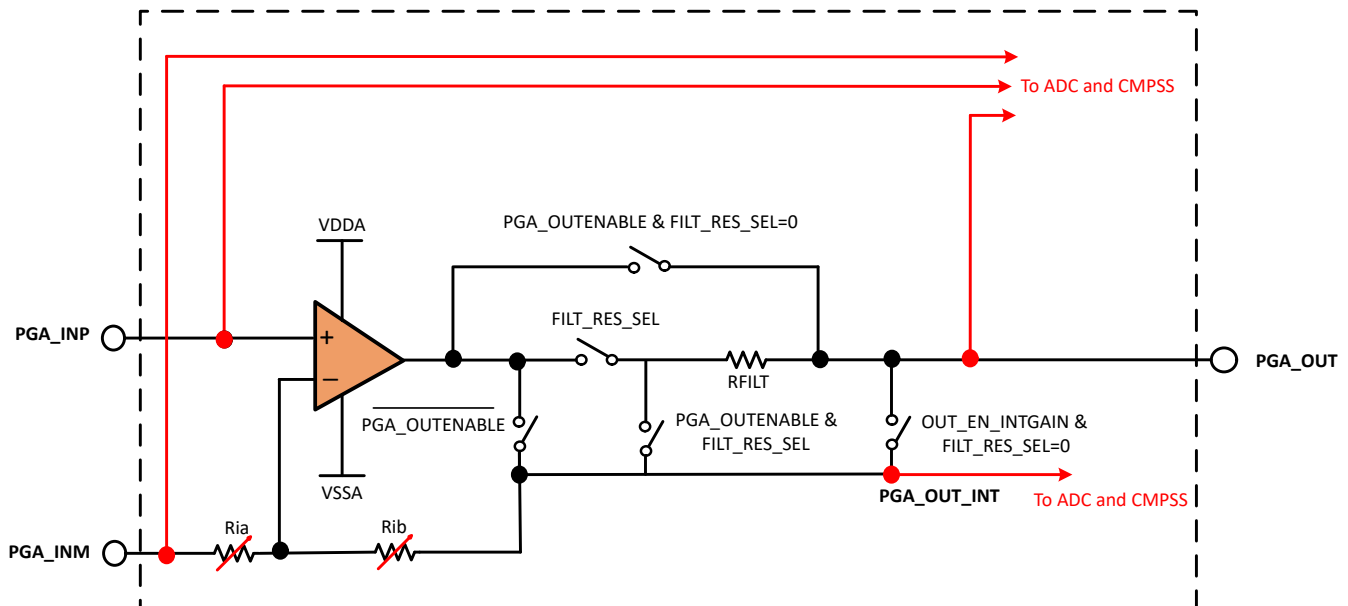 To ADC and CMPSS
VDDA
PGA_OUTENABLE & FILT_RES_SEL=0
PGA_INP
+
FILT_RES_SEL
−
RFILT
PGA_OUT
PGA_OUTENABLE
PGA_OUTENABLE &
FILT_RES_SEL
OUT_EN_INTGAIN &
FILT_RES_SEL=0
VSSA
PGA_OUT_INT
To ADC and CMPSS
Ria
Rib
PGA_INM